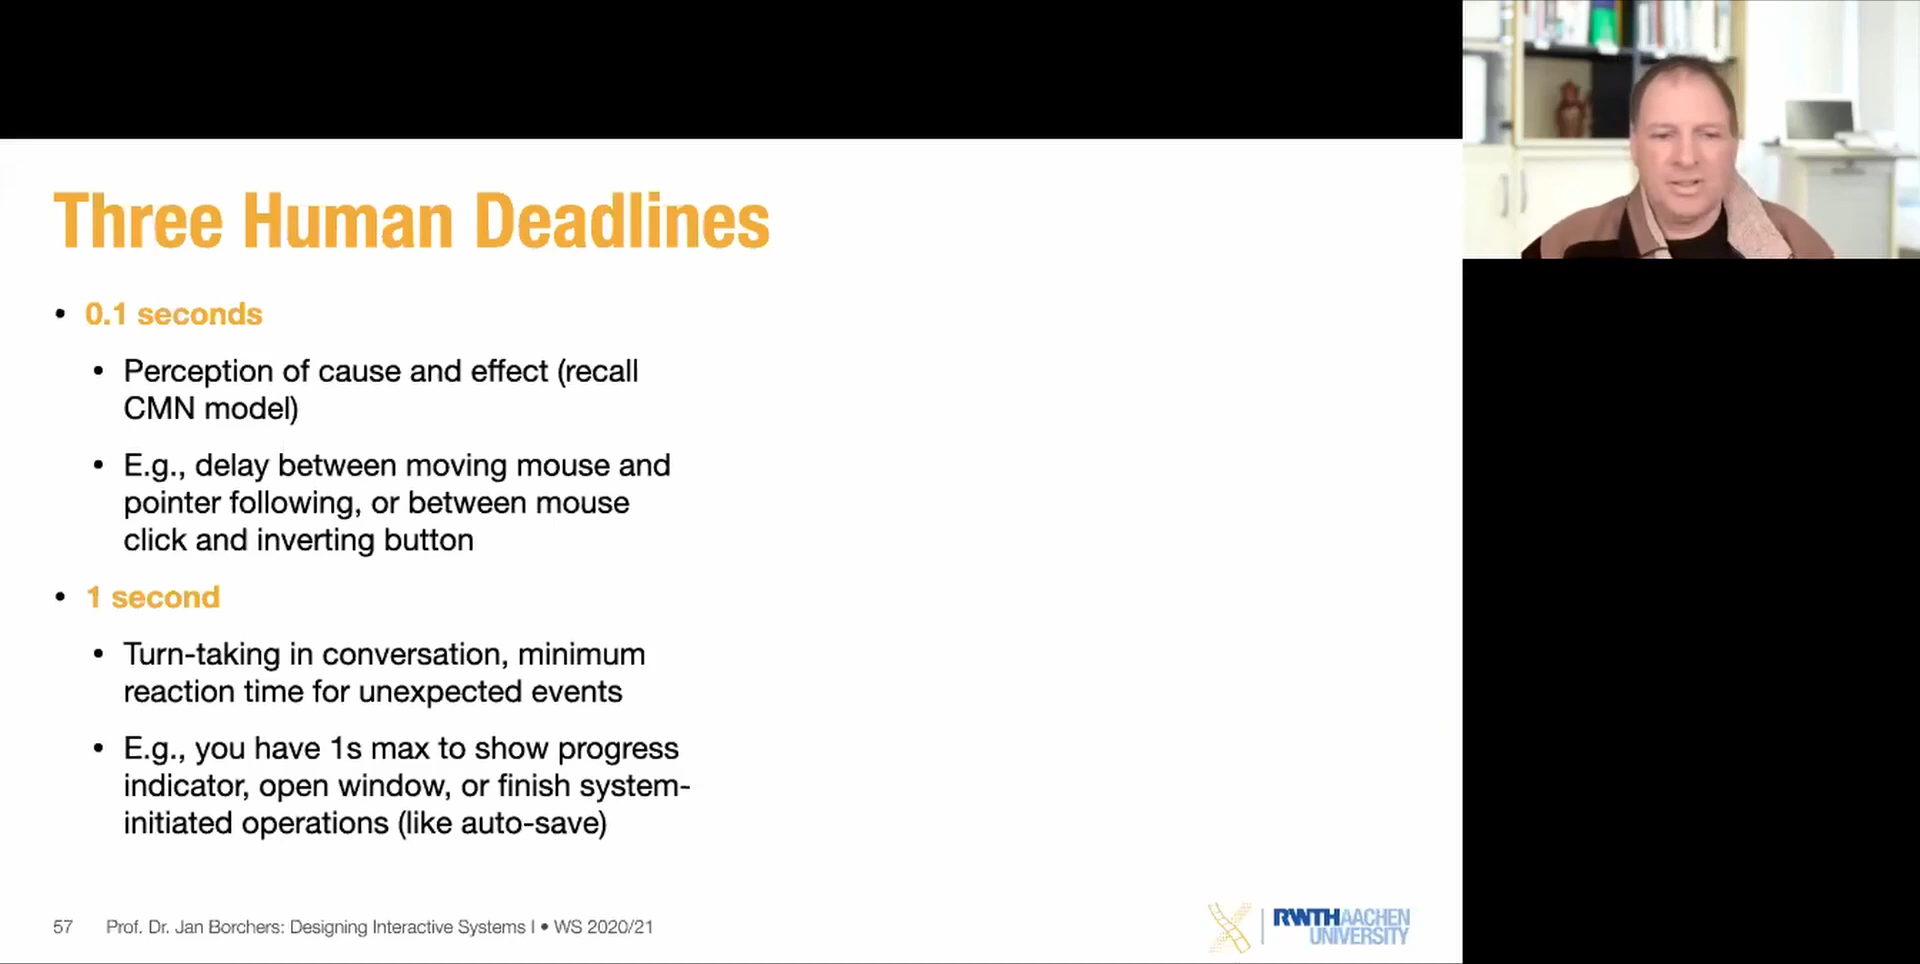 Three Human Deadlines
• 0.1 seconds
• Perception of cause and effect (recall
CMN model)
• E.g., delay between moving mouse and
pointer following, or between mouse
click and inverting button
• 1 second
• Turn-taking in conversation, minimum
reaction time for unexpected events
• E.g., you have 1s max to show progress
indicator, open window, or finish system-
initiated operations (like auto-save)
57 Prof. Dr. Jan Borchers: Designing Interactive Systems I • WS 2020/21
RWTH AACHEN
UNIVERSITY